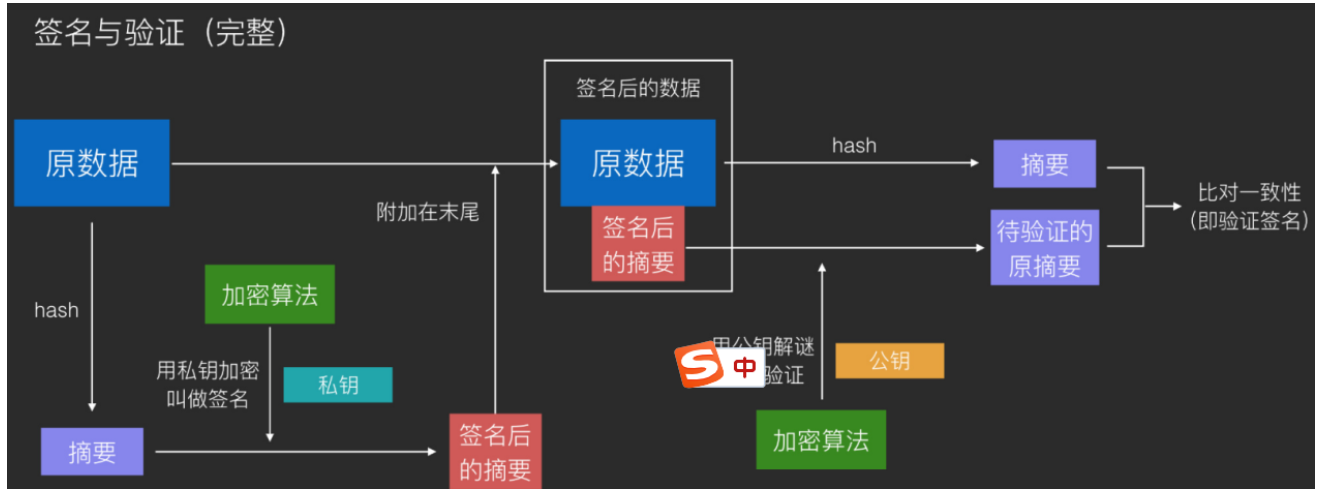 签名与验证（完整）
签名后的数据
原数据
原数据
hash
摘要
附加在末尾
签名后
的摘要
待验证的
原摘要
比对一致性
(即验证签名)
加密算法
hash
用私钥加密
叫做签名
私钥
用公钥解谜
中
验证
公钥
摘要
签名后
的摘要
加密算法